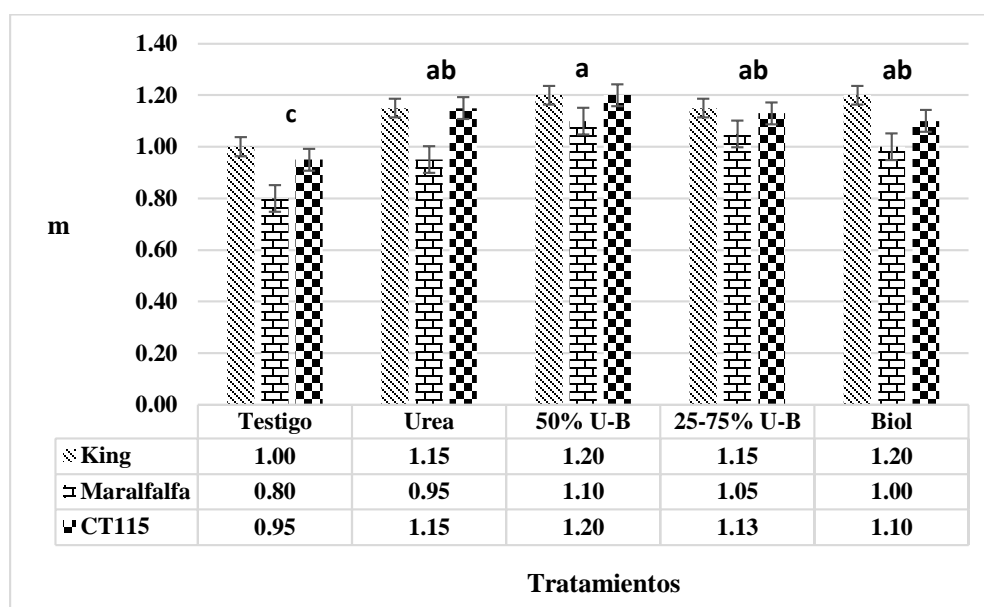 1.40
1.20
1.00
0.80
0.60
0.40
0.20
0.00
m
c
ab
a
ab
ab
Testigo Urea 50% U-B 25-75% U-B Biol
King 1.00 1.15 1.20 1.15 1.20
Maralfalfa 0.80 0.95 1.10 1.05 1.00
CT115 0.95 1.15 1.20 1.13 1.10
Tratamientos